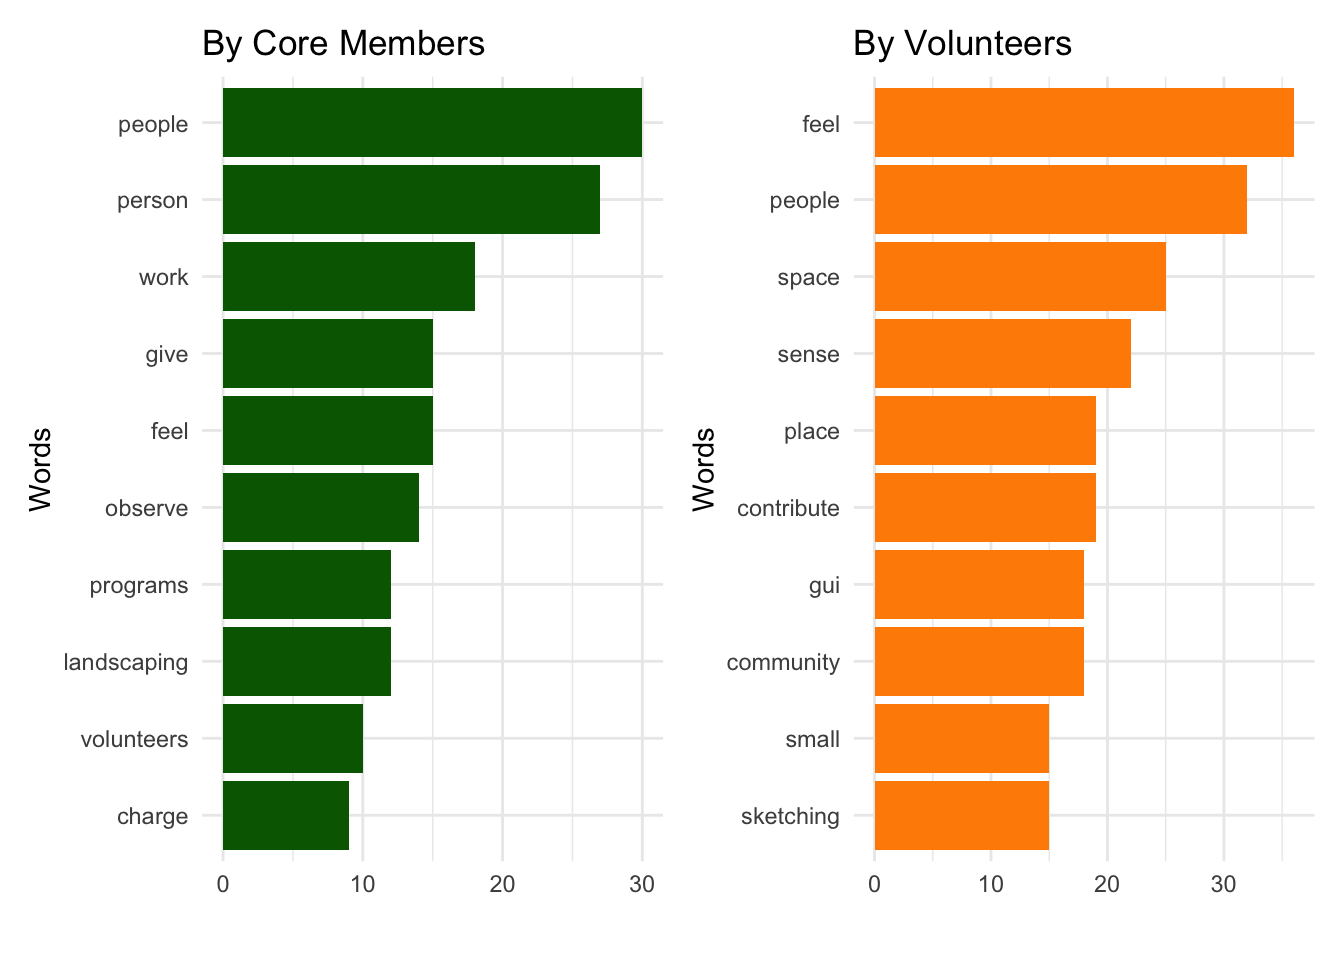 By Core Members
Words
people
person
work
give
feel
observe
programs
landscaping
volunteers
charge
0 10 20 30
By Volunteers
Words
feel
people
space
sense
place
contribute
gui
community
small
sketching
0 10 20 30